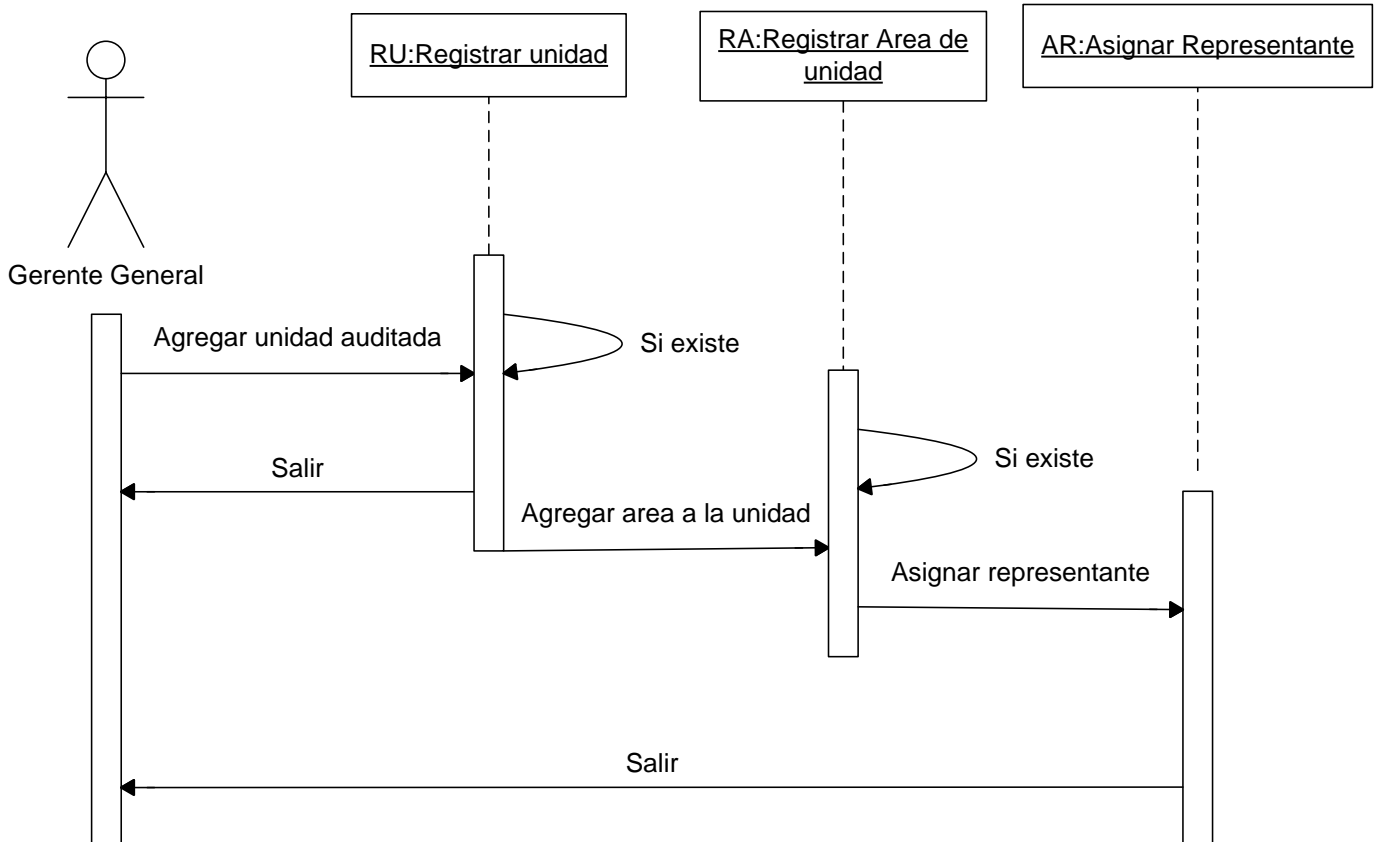 RU:Registrar unidad
RA:Registrar Area de
unidad
AR:Asignar Representante
Gerente General
Agregar unidad auditada
Si existe
Salir
Si existe
Agregar area a la unidad
Asignar representante
Salir